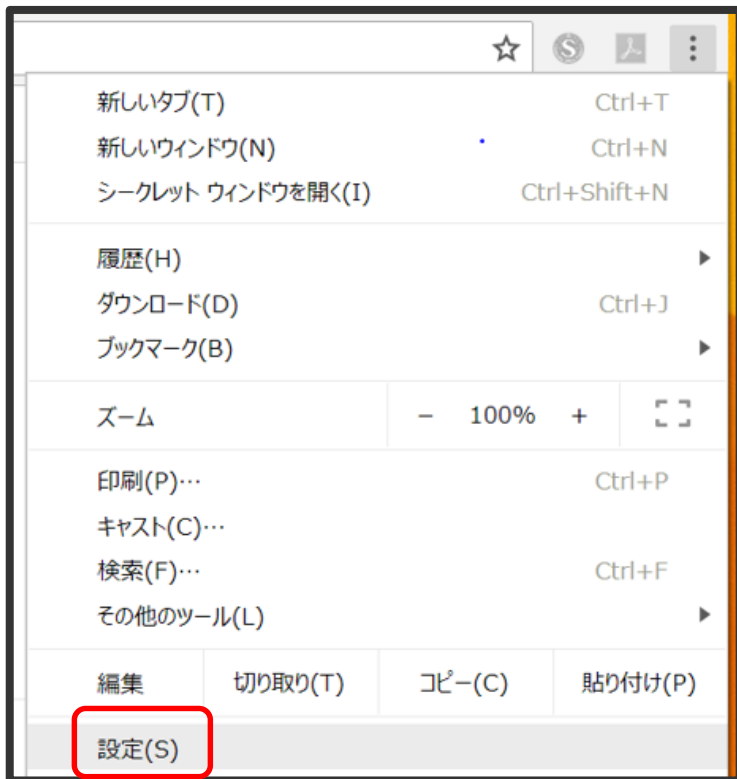 新しいタブ(T) Ctrl+T
新しいウィンドウ(N) Ctrl+N
シークレット ウィンドウを開く(I) Ctrl+Shift+N
履歴(H)
ダウンロード(D) Ctrl+J
ブックマーク(B)
ズーム − 100% +
印刷(P)… Ctrl+P
キャスト(C)…
検索(F)… Ctrl+F
その他のツール(L)
編集 切り取り(T) コピー(C) 貼り付け(P)
設定(S)